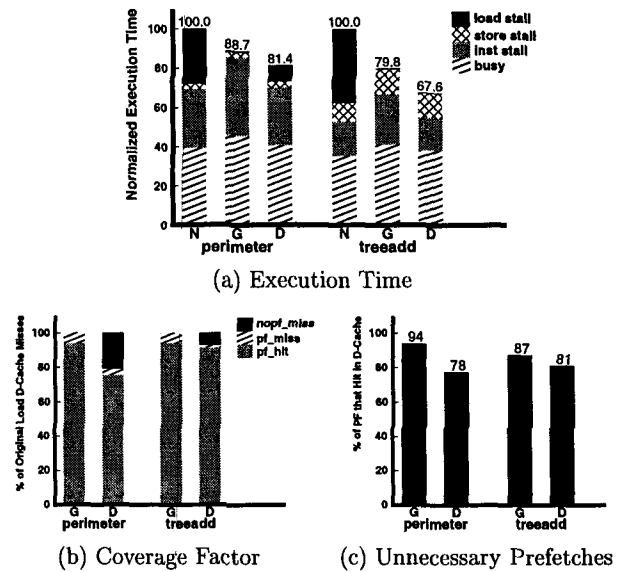 Normalized Execution Time
100
80
60
40
20
0
100.0
88.7
81.4
100.0
79.8
67.6
load stall
store stall
inst stall
busy
N G D N G D
perimeter treeadd
(a) Execution Time
% of Original Load D-Cache Misses
100
80
60
40
20
0
nopf_miss
pf_miss
pf_hit
G D G D
perimeter treeadd
(b) Coverage Factor
% of PF that Hit in D-Cache
100
80
60
40
20
0
94
78
87
81
G D G D
perimeter treeadd
(c) Unnecessary Prefetches